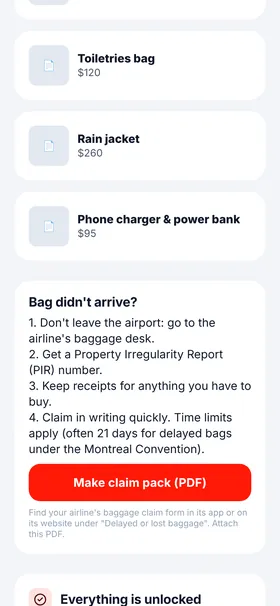 Toiletries bag
$120
Rain jacket
$260
Phone charger & power bank
$95
Bag didn't arrive?
1. Don't leave the airport: go to the
airline's baggage desk.
2. Get a Property Irregularity Report
(PIR) number.
3. Keep receipts for anything you have to
buy.
4. Claim in writing quickly. Time limits
apply (often 21 days for delayed bags
under the Montreal Convention).
Make claim pack (PDF)
Find your airline's baggage claim form in its app or on
its website under "Delayed or lost baggage". Attach
this PDF.
Everything is unlocked